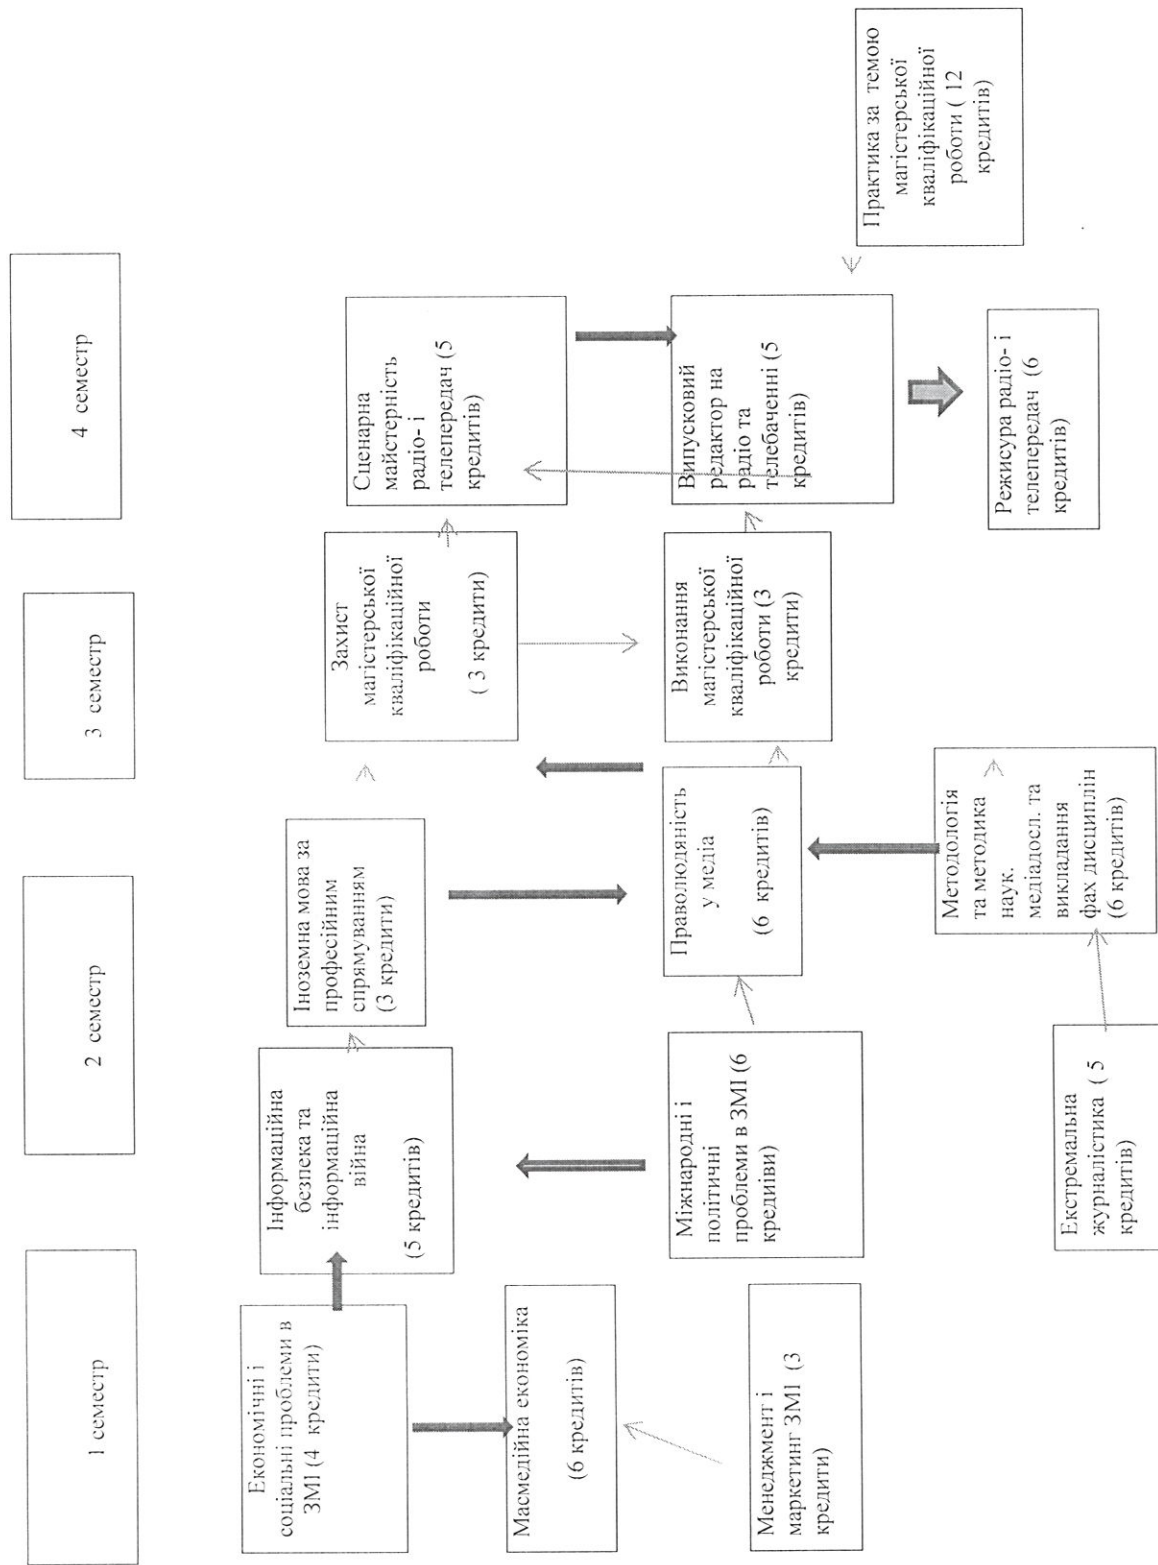 1 семестр
2 семестр
3 семестр
4 семестр
Економічні і
соціальні проблеми в
ЗМІ (4 кредити)
Масмедійна економіка
(6 кредитів)
Менеджмент і
маркетинг ЗМІ (3
кредити)
Інформаційна
безпека та
інформаційна
війна
(5 кредитів)
Міжнародні і
політичні
проблеми в ЗМІ (6
кредиіви)
Екстремальна
журналістика ( 5
кредитів)
Іноземна мова за
професійним
спрямуванням
(3 кредити)
Праволюдяність
у медіа
(6 кредитів)
Методологія
та методика
наук.
медіадосл. та
викладання
фах дисциплін
(6 кредитів)
Захист
магістерської
кваліфікаційної
роботи
( 3 кредити)
Виконання
магістерської
кваліфікаційної
роботи (3
кредити)
Сценарна
майстерність
радіо- і
телепередач (5
кредитів)
Випусковий
редактор на
радіо та
телебаченні (5
кредитів)
Режисура радіо- і
телепередач (6
кредитів)
Практика за темою
магістерської
кваліфікаційної
роботи ( 12
кредитів)